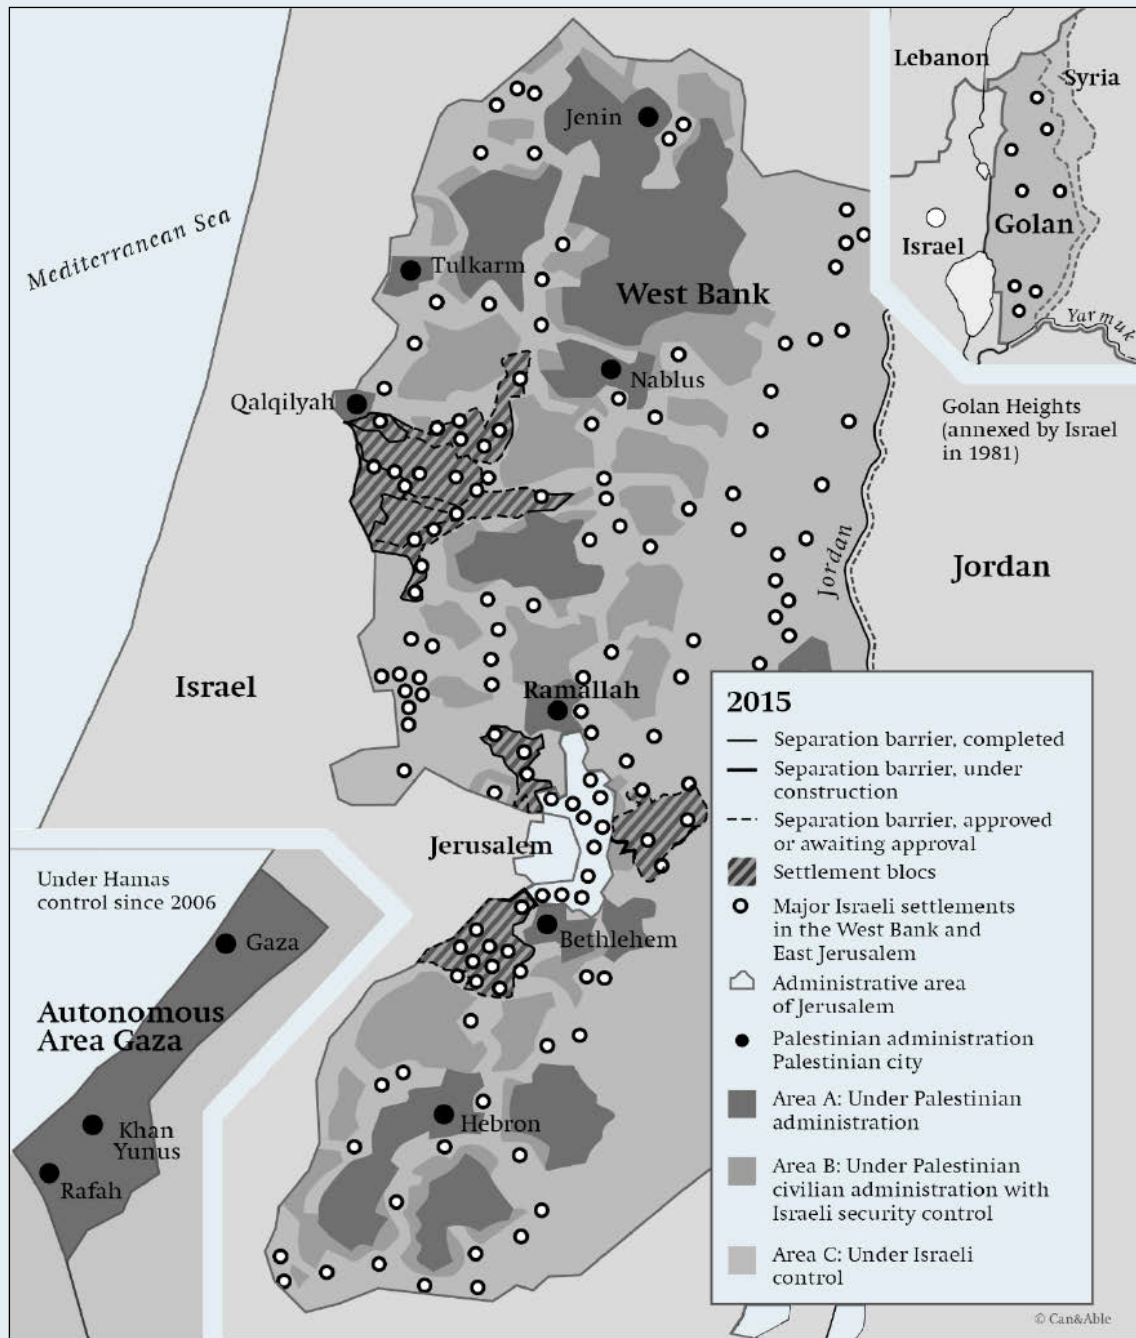 Lebanon
Syria
Golan
Israel
Yarmuk
Golan Heights
(annexed by Israel
in 1981)
Mediterranean Sea
Jenin
Tulkarm
West Bank
Nablus
Qalqilyah
Jordan
Jordan
Israel
Ramallah
Jerusalem
Bethlehem
Hebron
Under Hamas
control since 2006
Gaza
Autonomous
Area Gaza
Khan
Yunus
Rafah
2015
Separation barrier, completed
Separation barrier, under
construction
Separation barrier, approved
or awaiting approval
Settlement blocs
Major Israeli settlements
in the West Bank and
East Jerusalem
Administrative area
of Jerusalem
Palestinian administration
Palestinian city
Area A: Under Palestinian
administration
Area B: Under Palestinian
civilian administration with
Israeli security control
Area C: Under Israeli
control
© Can&Able